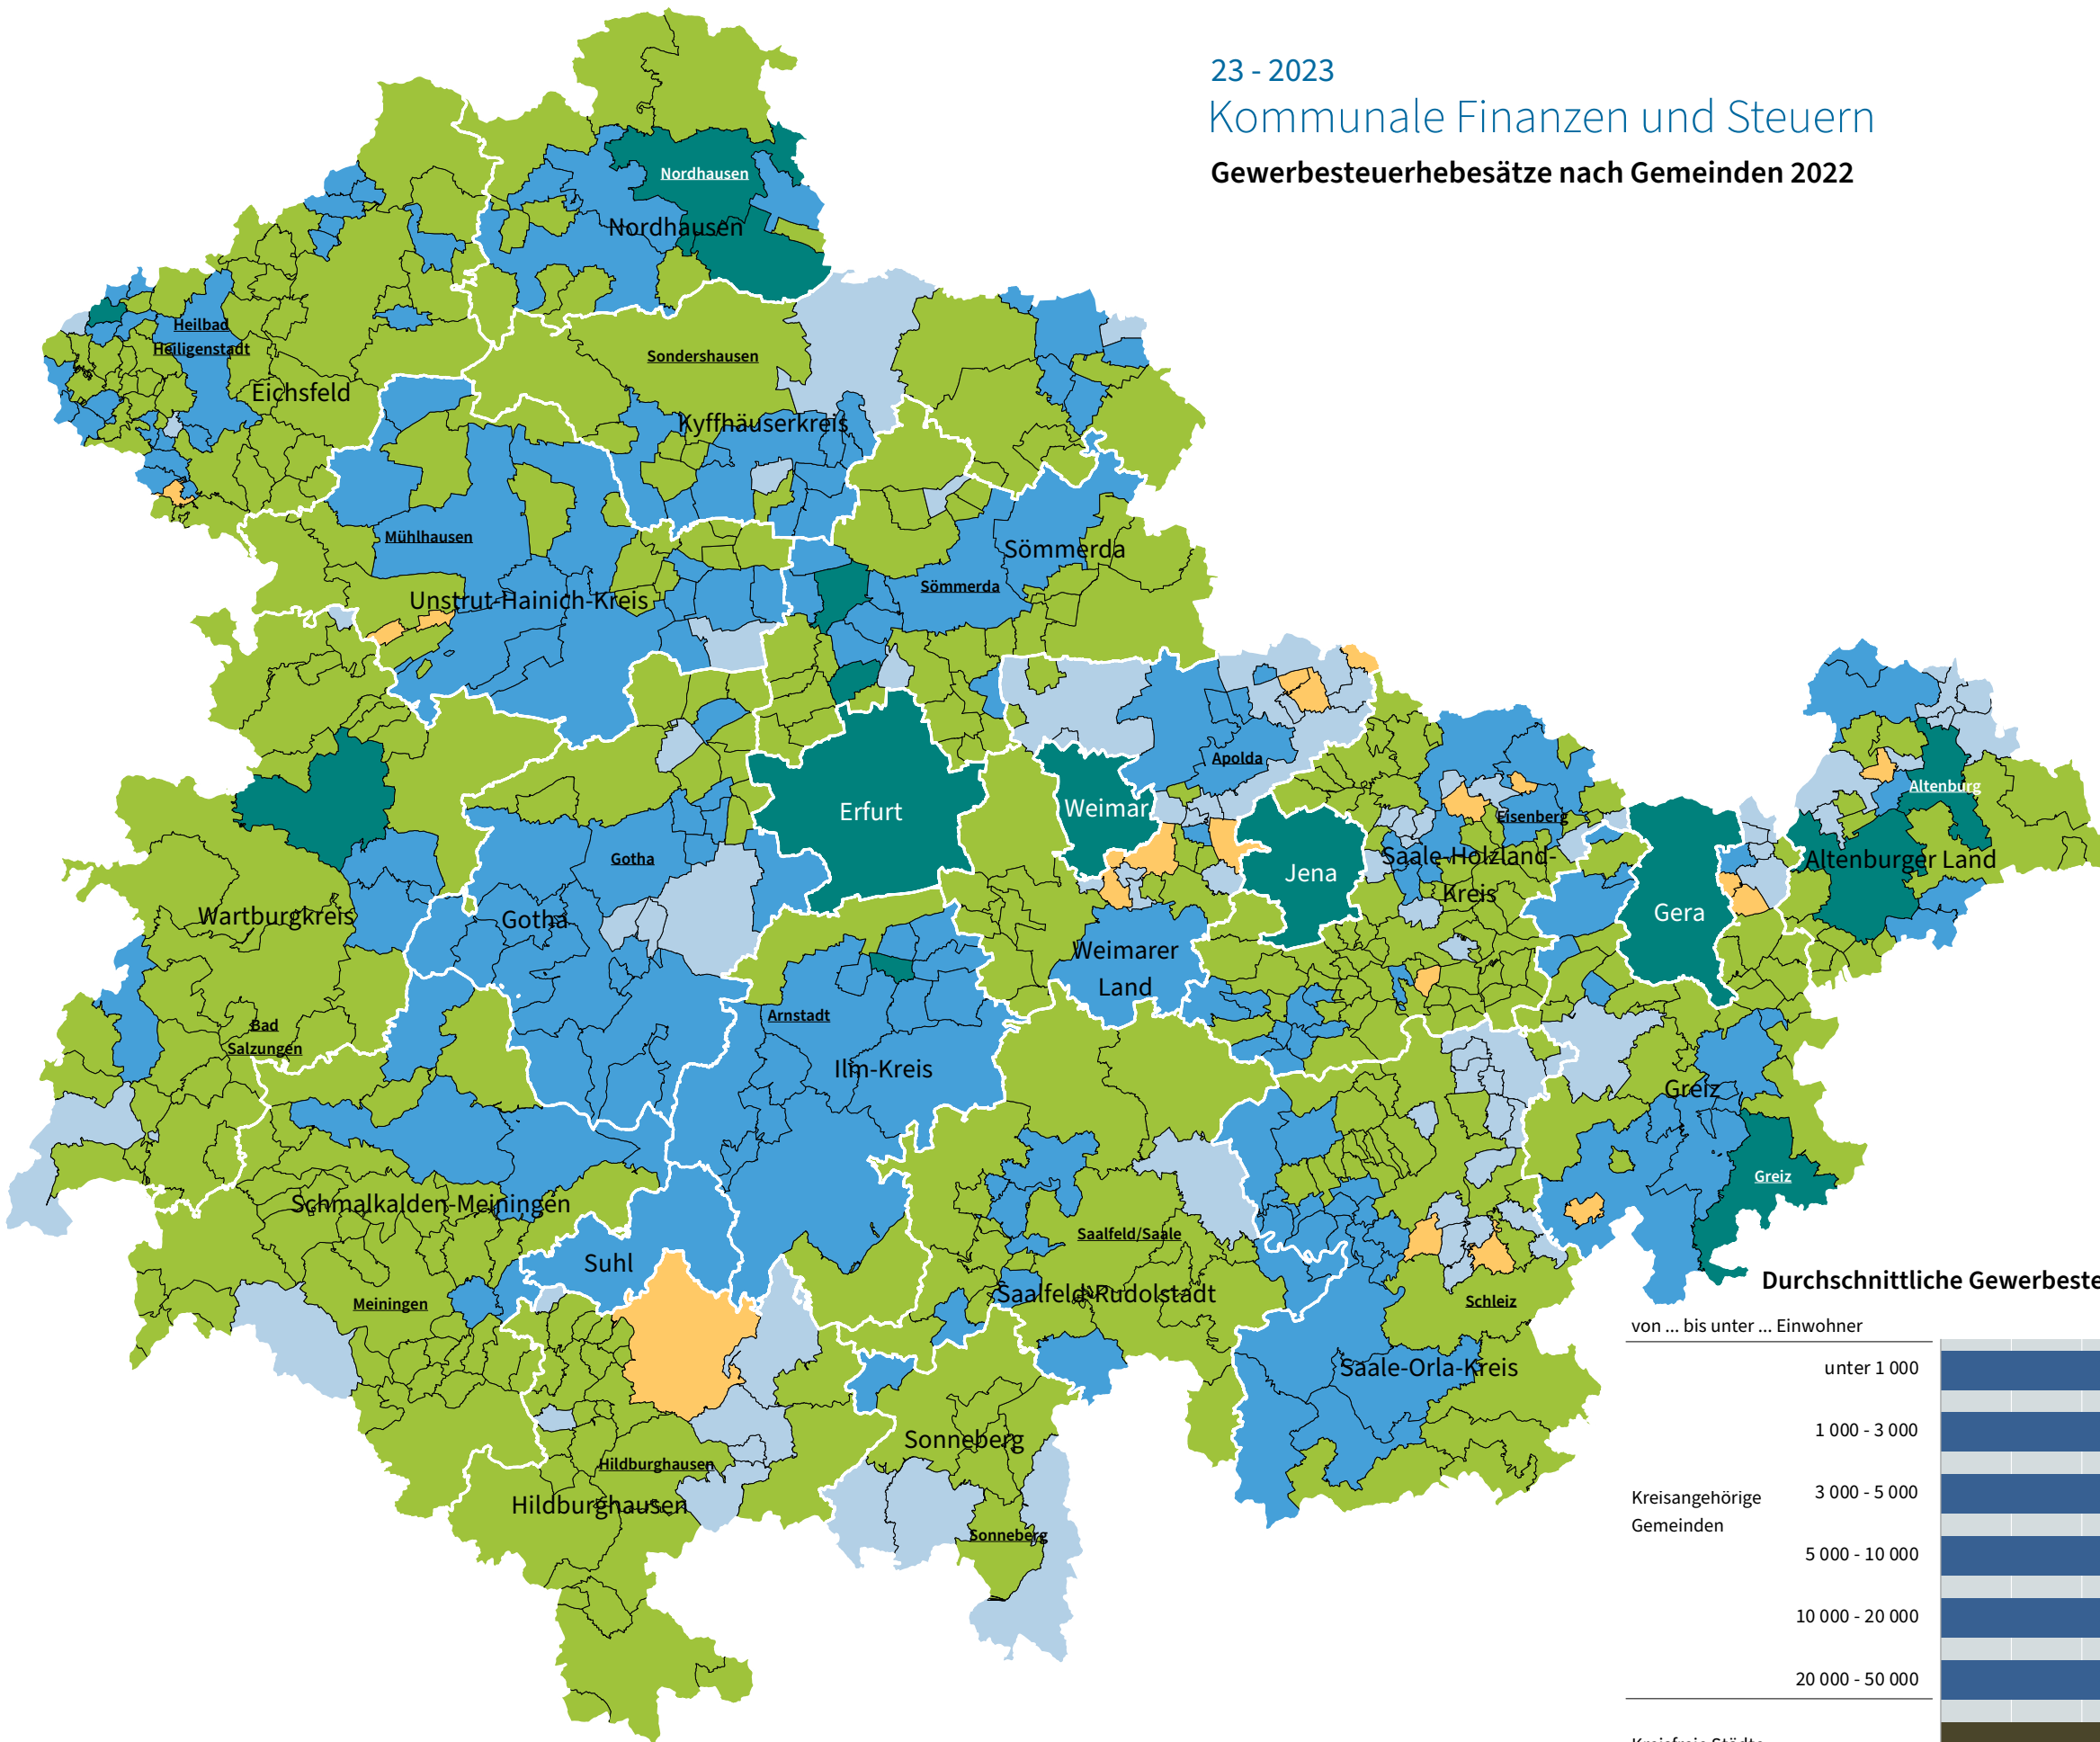 23 - 2023
Kommunale Finanzen und Steuern
Gewerbesteuerhebesätze nach Gemeinden 2022
Nordhausen
Nordhausen
Heilbad
Heiligenstadt
Eichsfeld
Sondershausen
Kyffhäuserkreis
Mühlhausen
Unstrut-Hainich-Kreis
Sömmerda
Sömmerda
Apolda
Erfurt
Weimar
Jena
Eisenberg
Saale-Holzland-
Kreis
Gera
Altenburg
Altenburger Land
Gotha
Gotha
Wartburgkreis
Bad
Salzungen
Weimarer
Land
Arnstadt
Ilm-Kreis
Greiz
Greiz
Schmalkalden-Meiningen
Suhl
Meiningen
Saalfeld/Saale
Saalfeld-Rudolstadt
Schleiz
Saale-Orla-Kreis
Sonneberg
Sonneberg
Hildburghausen
Hildburghausen
Durchschnittliche Gewerbeste
von ... bis unter ... Einwohner
unter 1 000
1 000 - 3 000
Kreisangehörige
Gemeinden
3 000 - 5 000
5 000 - 10 000
10 000 - 20 000
20 000 - 50 000
Kreisfreie Städte